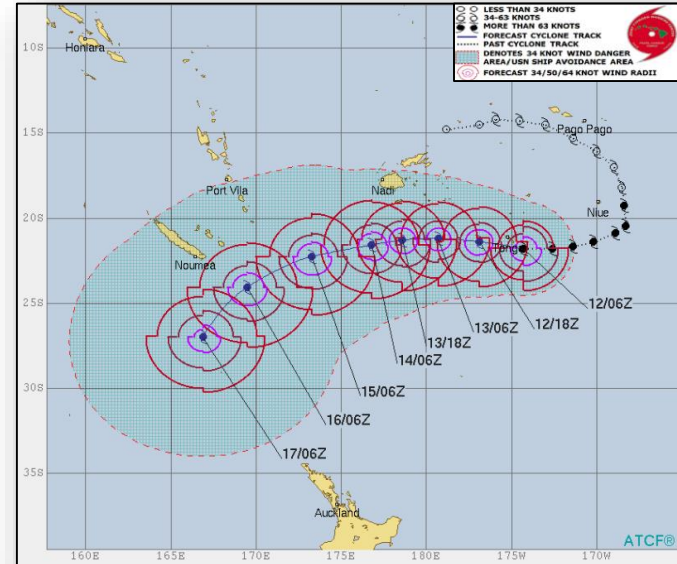 LESS THAN 34 KNOTS
34-63 KNOTS
MORE THAN 63 KNOTS
FORECAST CYCLONE TRACK
PAST CYCLONE TRACK
DENOTES 34 KNOT WIND DANGER
AREA/USN SHIP AVOIDANCE AREA
FORECAST 34/50/64 KNOT WIND RADII
10S
Honiara
15S
Pago Pago
Port Vila
Nadi
20S
Niue
Noumea
25S
12/06Z
12/18Z
13/06Z
13/18Z
14/06Z
30S
15/06Z
16/06Z
17/06Z
35S
Auckland
ATCF®
160E
165E
170E
175E
180E
175W
170W